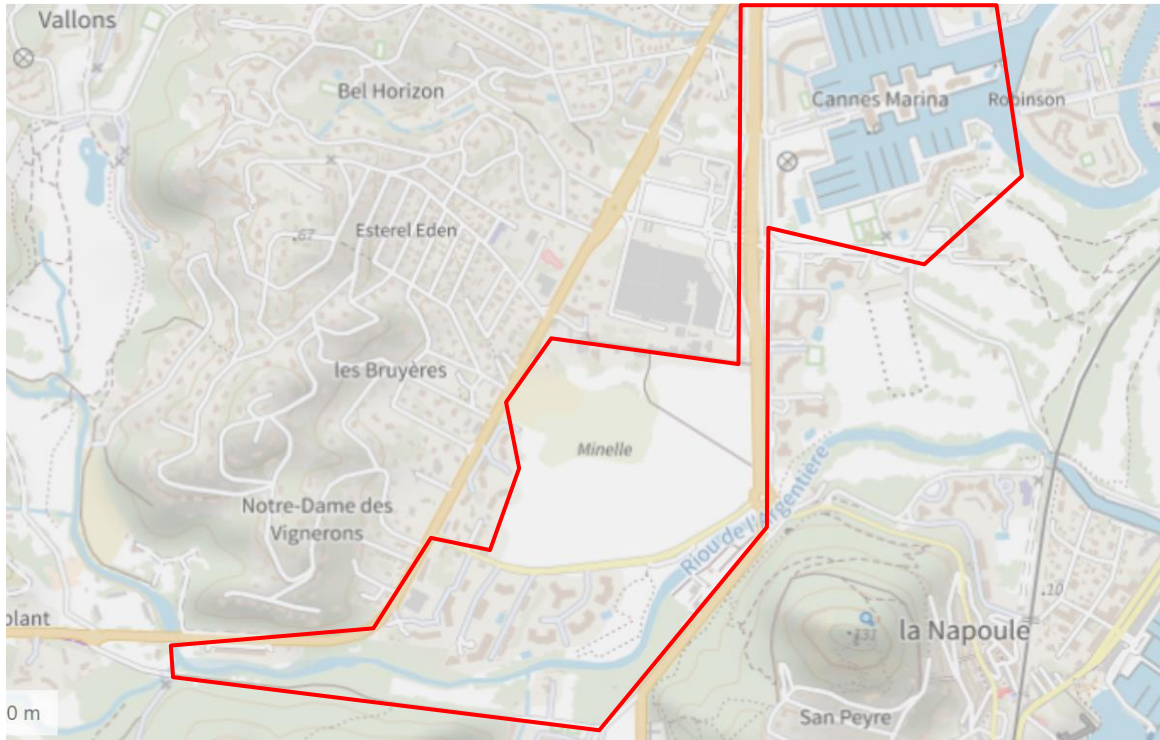 Vallons
Bel Horizon
Cannes Marina
Robinson
.67
Esterel Eden
les Bruyères
Minelle
Notre-Dame des
Vignerons
Riou de l'Argentière
.10
olant
•131
la Napoule
0 m
San Peyre